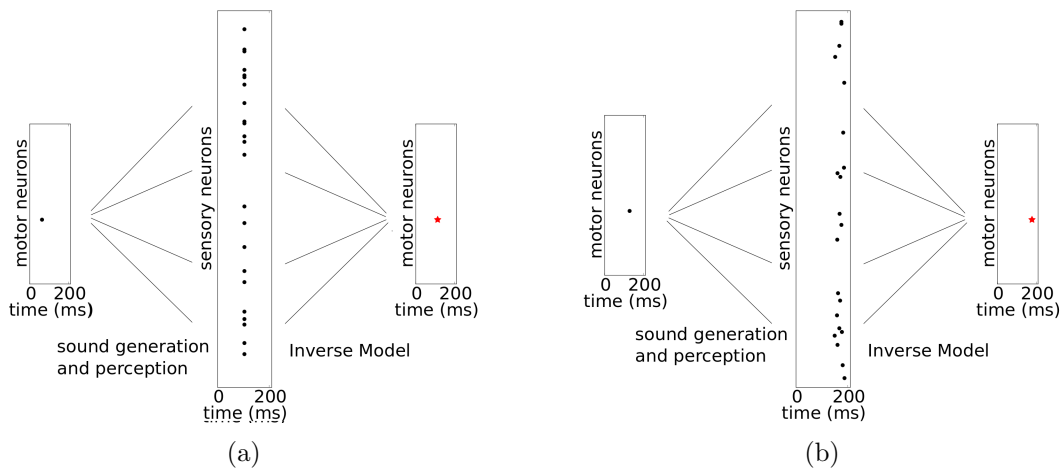 motor neurons
0 200
time (ms)
sound generation
and perception
sensory neurons
0 200
time (ms)
Inverse Model
motor neurons
0 200
time (ms)
(a)
motor neurons
0 200
time (ms)
sound generation
and perception
sensory neurons
0 200
time (ms)
Inverse Model
motor neurons
0 200
time (ms)
(b)